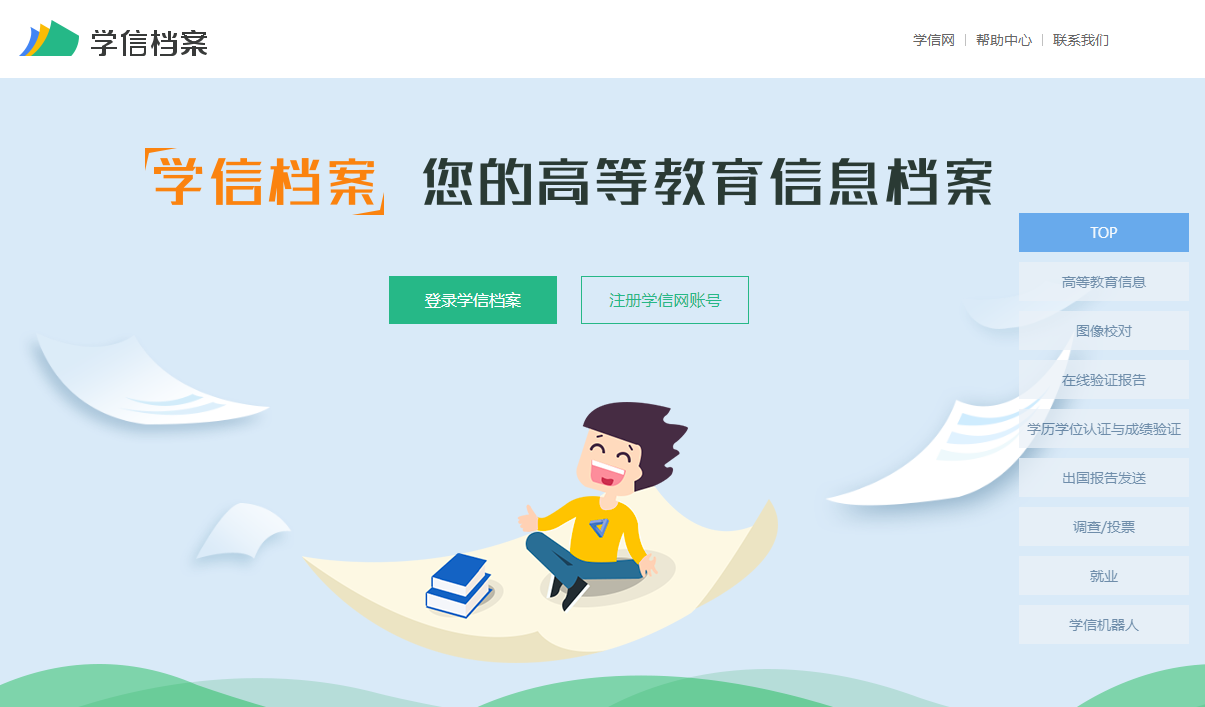 学信档案
学信网 帮助中心 联系我们
学信档案 您的高等教育信息档案
登录学信档案 注册学信网账号
TOP
高等教育信息
图像校对
在线验证报告
学历学位认证与成绩验证
出国报告发送
调查/投票
就业
学信机器人